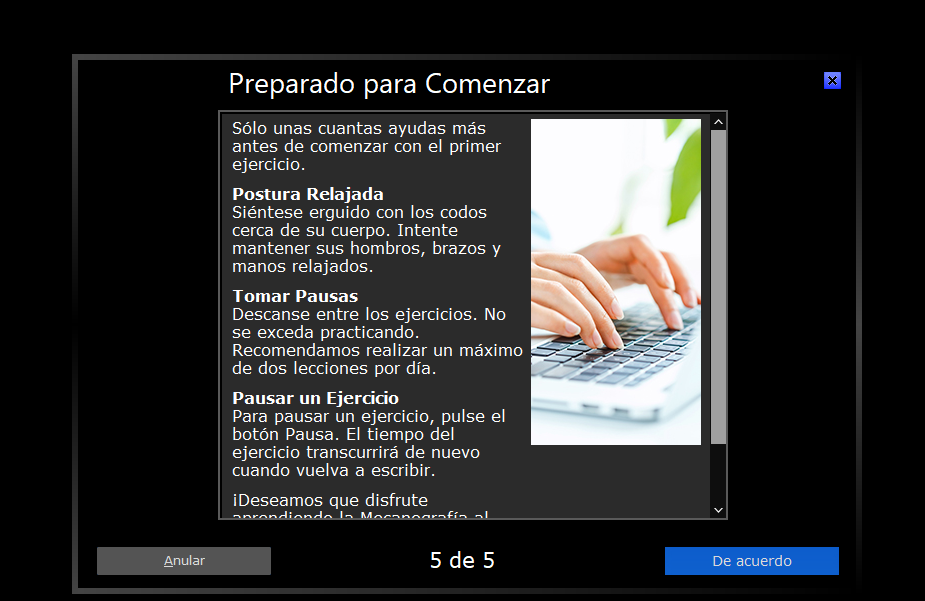 Preparado para Comenzar
Sólo unas cuantas ayudas más
antes de comenzar con el primer
ejercicio.
Postura Relajada
Siéntese erguido con los codos
cerca de su cuerpo. Intente
mantener sus hombros, brazos y
manos relajados.
Tomar Pausas
Descanse entre los ejercicios. No
se exceda practicando.
Recomendamos realizar un máximo
de dos lecciones por día.
Pausar un Ejercicio
Para pausar un ejercicio, pulse el
botón Pausa. El tiempo del
ejercicio transcurrirá de nuevo
cuando vuelva a escribir.
¡Deseamos que disfrute
aprendiendo la Mecanografía al
Anular
5 de 5
De acuerdo